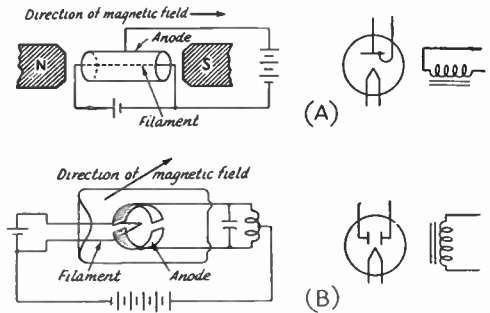 Direction of magnetic field
Anode
N
S
(A)
Filament
Direction of magnetic field
Filament
Anode
(B)